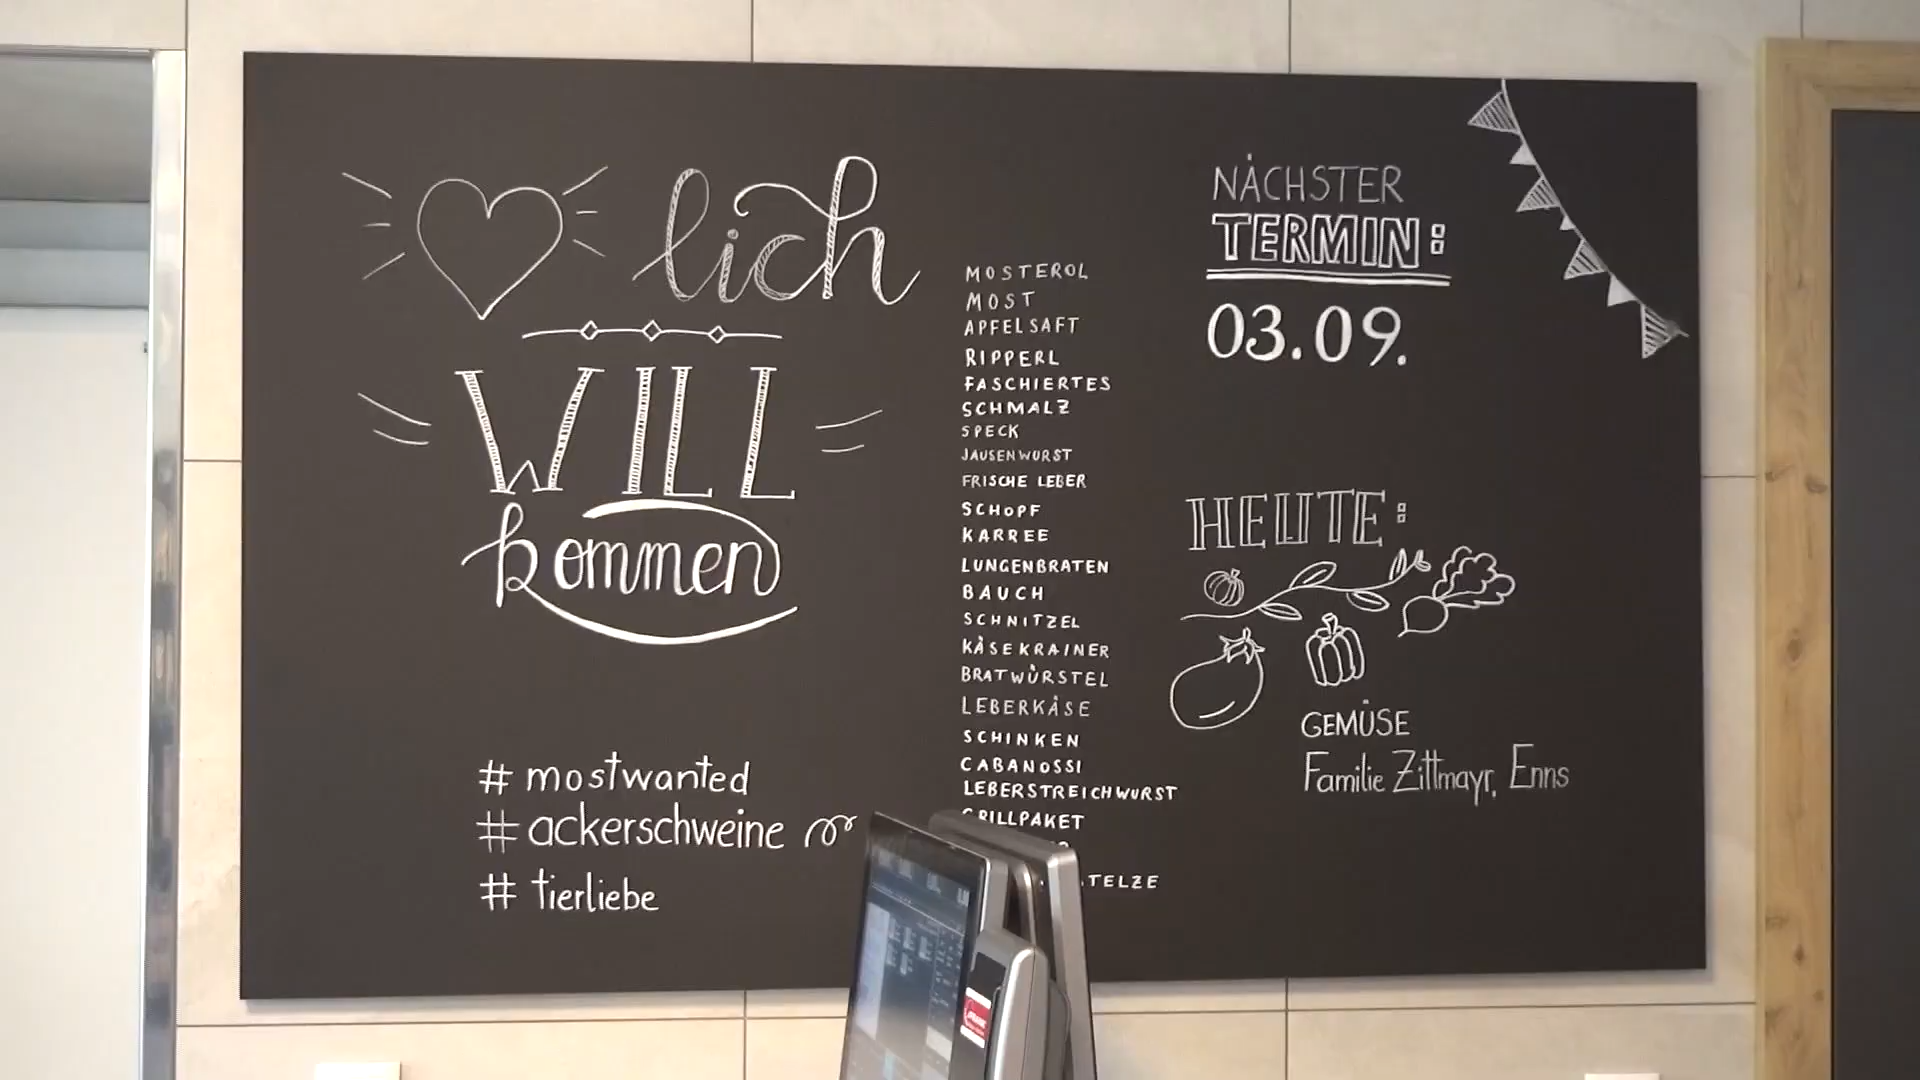 lich
WILL
kommen
# mostwanted
# ackerschweine
# tierliebe
MOSTEROL
MOST
APFELSAFT
RIPPERL
FASCHIERTES
SCHMALZ
SPECK
JAUSENWURST
FRISCHE LEBER
SCHOPF
KARREE
LUNGENBRATEN
BAUCH
SCHNITZEL
KÄSEKRAINER
BRATWÜRSTEL
LEBERKÄSE
SCHINKEN
CABANOSSI
LEBERSTREICHWURST
GRILLPAKET
NÄCHSTER
TERMIN:
03.09.
HEUTE:
GEMÜSE
Familie Zittmayr, Enns